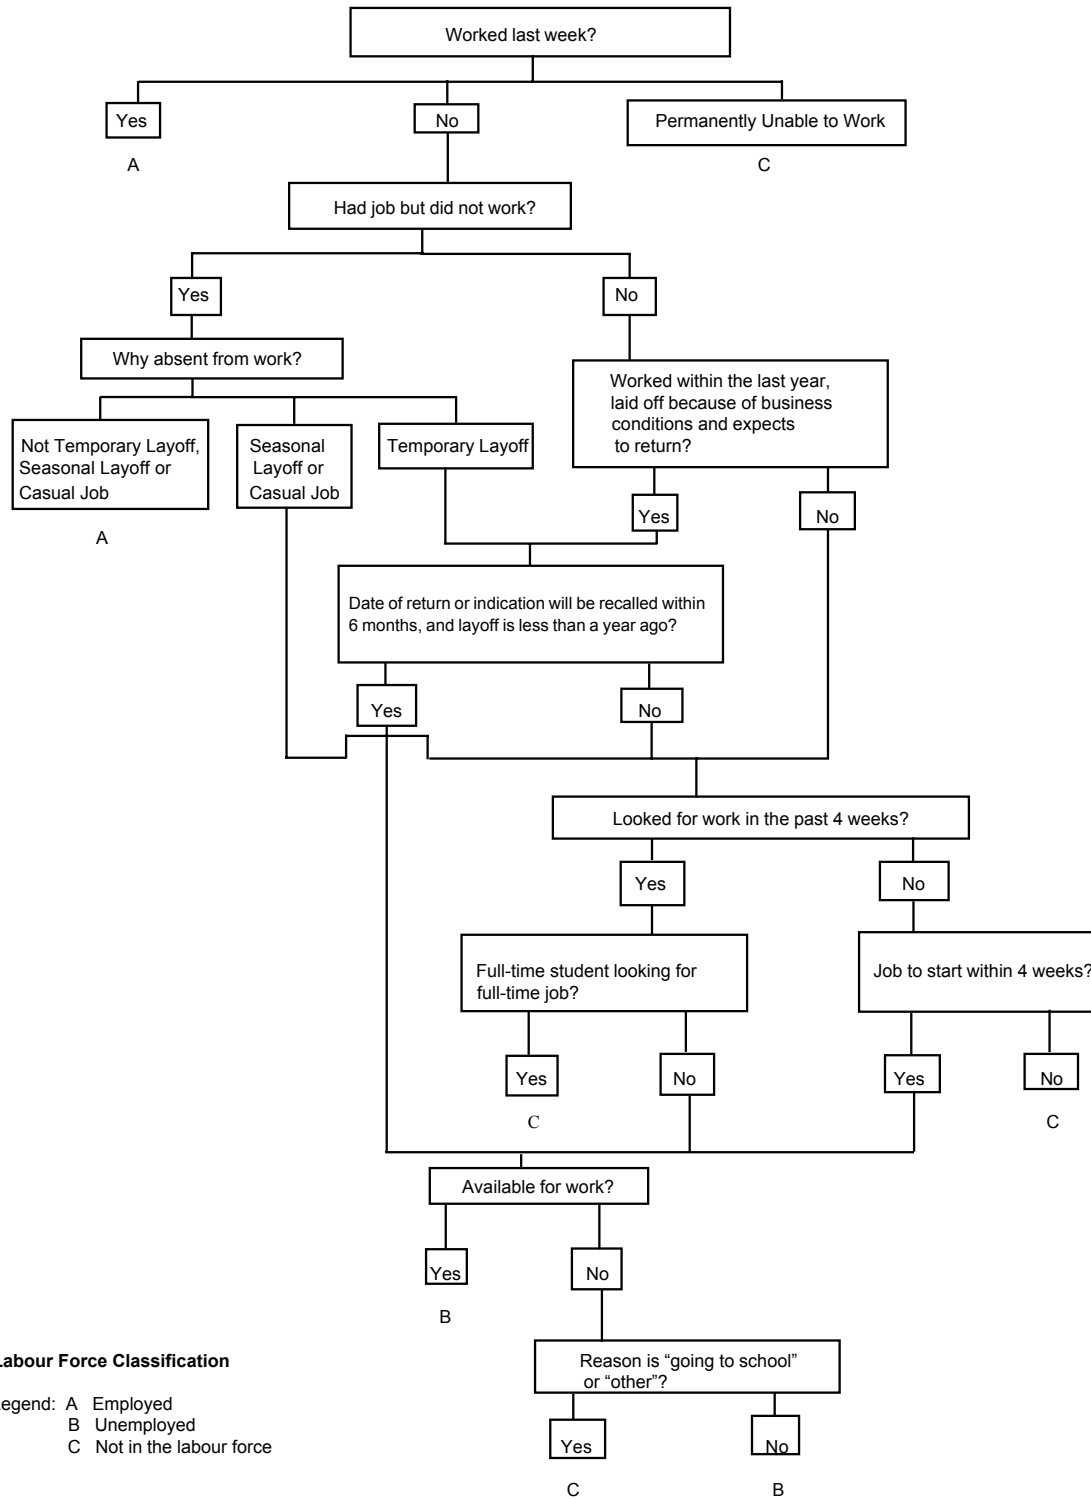 Worked last week?
Yes
No
Permanently Unable to Work
A
C
Had job but did not work?
Yes
No
Why absent from work?
Worked within the last year,
laid off because of business
conditions and expects
to return?
Not Temporary Layoff,
Seasonal Layoff or
Casual Job
Seasonal
Layoff or
Casual Job
Temporary Layoff
A
Yes
No
Date of return or indication will be recalled within
6 months, and layoff is less than a year ago?
Yes
No
Looked for work in the past 4 weeks?
Yes
No
Full-time student looking for
full-time job?
Job to start within 4 weeks?
Yes
No
Yes
No
C
C
Available for work?
Yes
No
B
Reason is “going to school”
or “other”?
Yes
No
C
B
Labour Force Classification
egend: A Employed
B Unemployed
C Not in the labour force